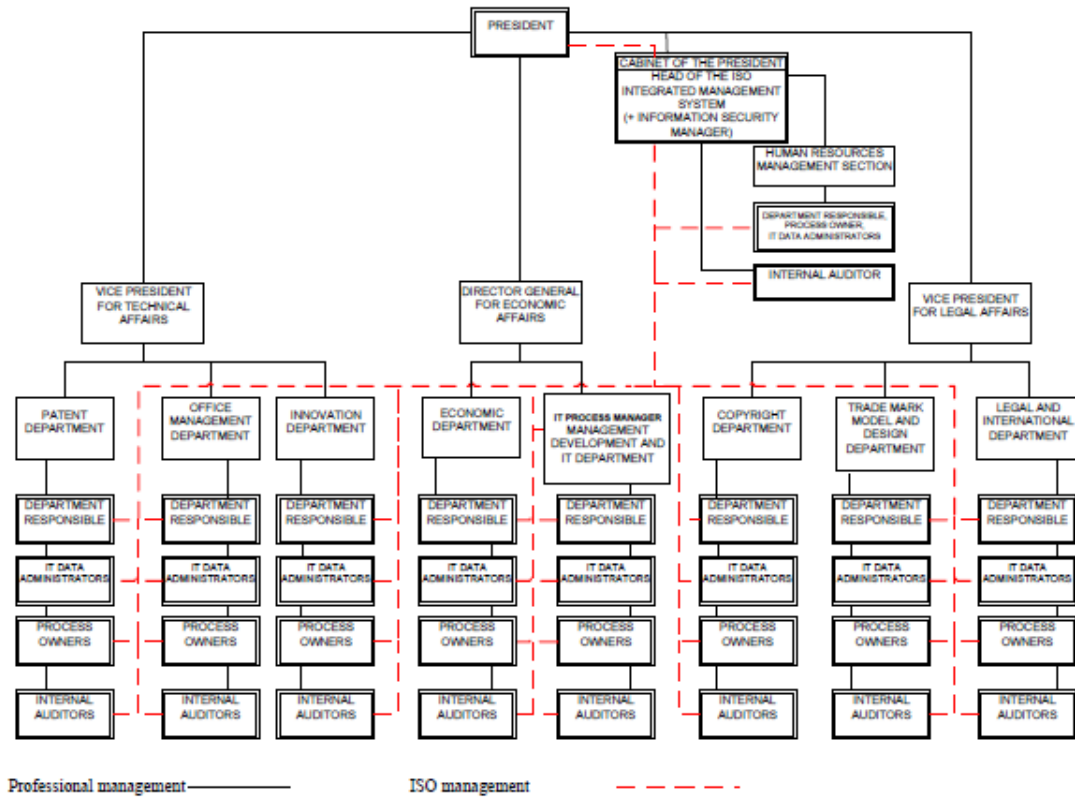 PRESIDENT
CABINET OF THE PRESIDENT
HEAD OF THE ISO
INTEGRATED MANAGEMENT
SYSTEM
(+ INFORMATION SECURITY
MANAGER)
HUMAN RESOURCES
MANAGEMENT SECTION
DEPARTMENT RESPONSIBLE,
PROCESS OWNER,
IT DATA ADMINISTRATORS
INTERNAL AUDITOR
VICE PRESIDENT
FOR TECHNICAL
AFFAIRS
DIRECTOR GENERAL
FOR ECONOMIC
AFFAIRS
VICE PRESIDENT
FOR LEGAL AFFAIRS
PATENT
DEPARTMENT
OFFICE
MANAGEMENT
DEPARTMENT
INNOVATION
DEPARTMENT
ECONOMIC
DEPARTMENT
IT PROCESS MANAGER
MANAGEMENT
DEVELOPMENT AND
IT DEPARTMENT
COPYRIGHT
DEPARTMENT
TRADE MARK
MODEL AND
DESIGN
DEPARTMENT
LEGAL AND
INTERNATIONAL
DEPARTMENT
DEPARTMENT
RESPONSIBLE
DEPARTMENT
RESPONSIBLE
DEPARTMENT
RESPONSIBLE
DEPARTMENT
RESPONSIBLE
DEPARTMENT
RESPONSIBLE
DEPARTMENT
RESPONSIBLE
DEPARTMENT
RESPONSIBLE
DEPARTMENT
RESPONSIBLE
IT DATA
ADMINISTRATORS
IT DATA
ADMINISTRATORS
IT DATA
ADMINISTRATORS
IT DATA
ADMINISTRATORS
IT DATA
ADMINISTRATORS
IT DATA
ADMINISTRATORS
IT DATA
ADMINISTRATORS
IT DATA
ADMINISTRATORS
PROCESS
OWNERS
PROCESS
OWNERS
PROCESS
OWNERS
PROCESS
OWNERS
PROCESS
OWNERS
PROCESS
OWNERS
PROCESS
OWNERS
PROCESS
OWNERS
INTERNAL
AUDITORS
INTERNAL
AUDITORS
INTERNAL
AUDITORS
INTERNAL
AUDITORS
INTERNAL
AUDITORS
INTERNAL
AUDITORS
INTERNAL
AUDITORS
INTERNAL
AUDITORS
Professional management
ISO management